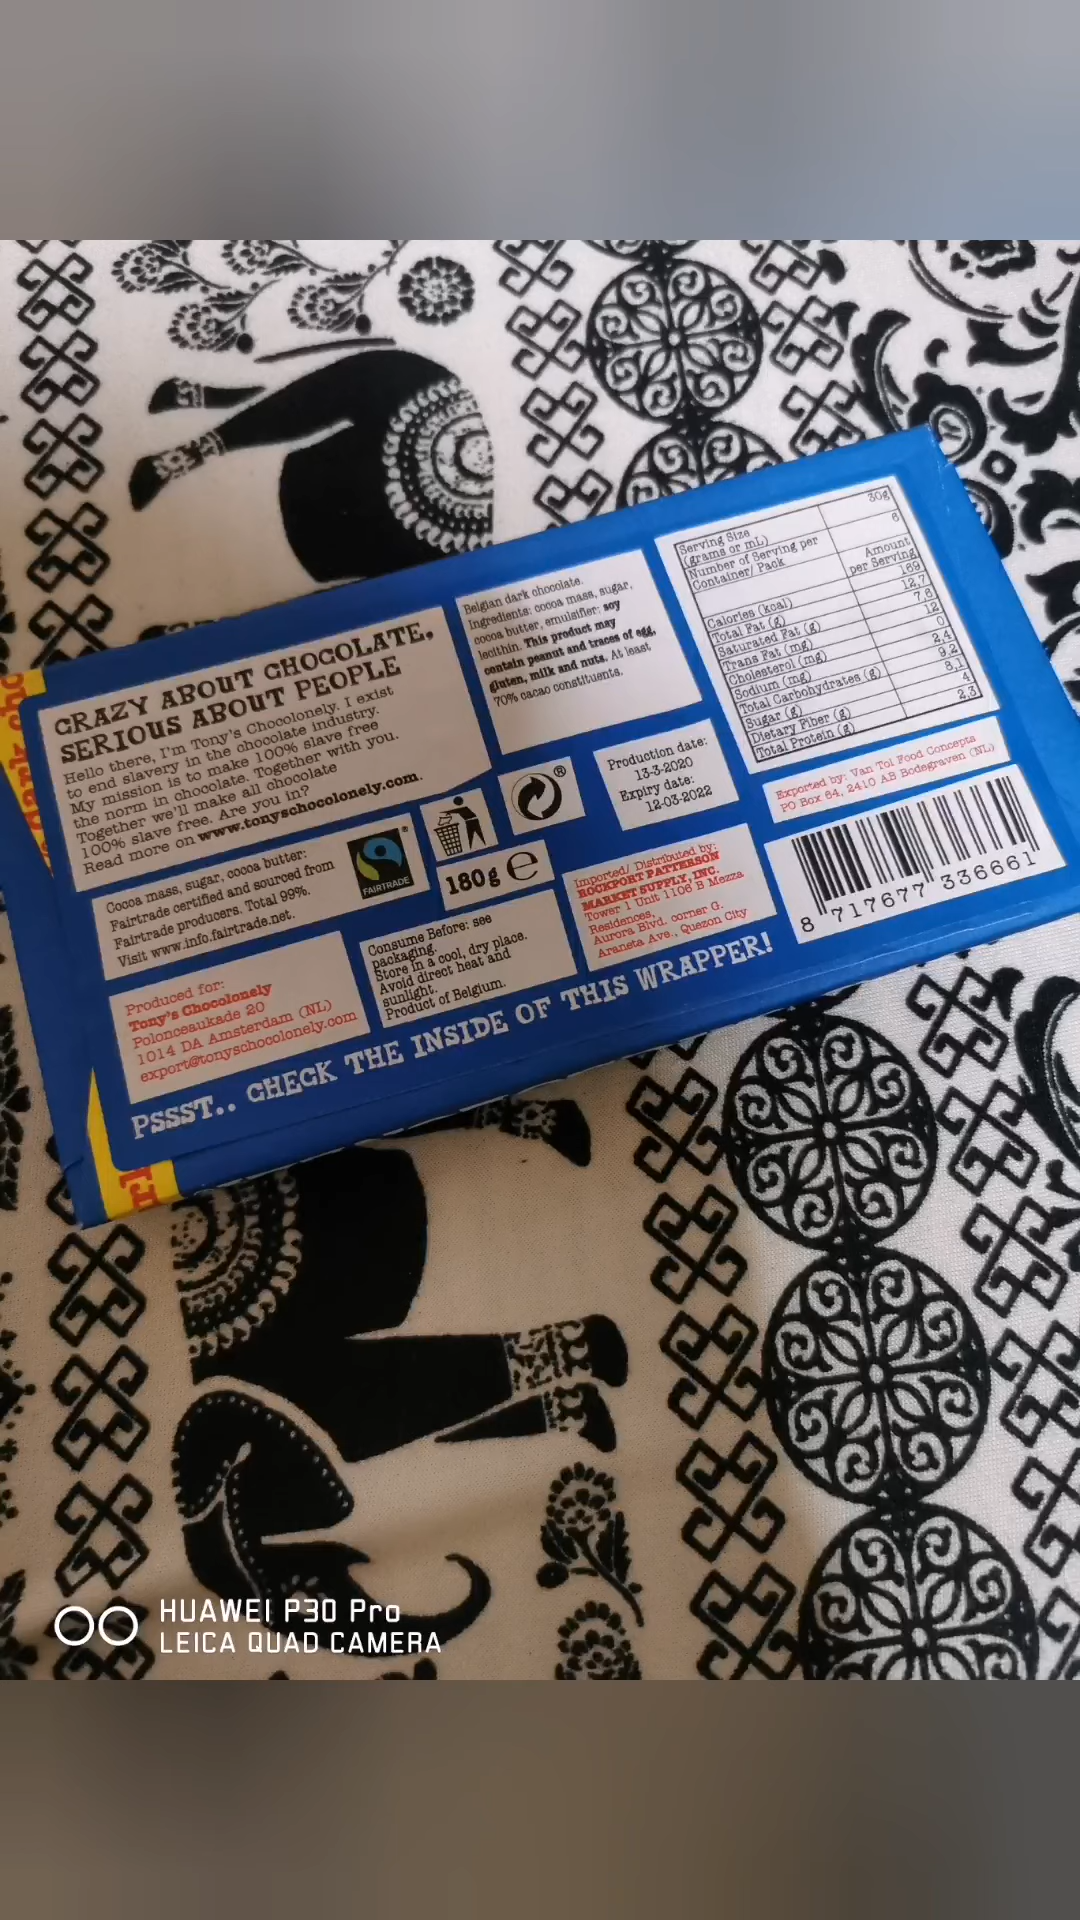 CRAZY ABOUT CHOCOLATE,
SERIOUS ABOUT PEOPLE
Hello there, I'm Tony's Chocolonely. I exist
to end slavery in the chocolate industry.
My mission is to make 100% slave free
the norm in chocolate. Together with you.
Together we'll make all chocolate
100% slave free. Are you in?
Read more on www.tonyschocolonely.com.
Cocoa mass, sugar, cocoa butter:
Fairtrade certified and sourced from
Fairtrade producers. Total 99%.
Visit www.info.fairtrade.net.
FAIRTRADE
®
Produced for:
Tony's Chocolonely
Polonceaukade 20
1014 DA Amsterdam (NL)
export@tonyschocolonely.com
Belgian dark chocolate.
Ingredients: cocoa mass, sugar,
cocoa butter, emulsifier: soy
lecithin. This product may
contain peanut and traces of egg,
gluten, milk and nuts. At least
70% cacao constituents.
®
180g e
Consume Before: see
packaging.
Store in a cool, dry place.
Avoid direct heat and
sunlight.
Product of Belgium.
Production date:
13-3-2020
Expiry date:
12-03-2022
Imported/ Distributed by:
ROCKPORT PATTERSON
MARKET SUPPLY, INC.
Tower 1 Unit 1106 B Mezza
Residences,
Aurora Blvd. corner G.
Araneta Ave., Quezon City
Serving Size
(grams or mL) 30g
Number of Serving per
Container/ Pack 6
Amount
per Serving
Calories (kcal) 169
Total Fat (g) 12,7
Saturated Fat (g) 7,6
Trans Fat (mg) 12
Cholesterol (mg) 0
Sodium (mg) 2,4
Total Carbohydrates (g) 9,2
Sugar (g) 8,1
Dietary Fiber (g) 4
Total Protein (g) 2,3
Exported by: Van Tol Food Concepts
PO Box 64, 2410 AB Bodegraven (NL)
8 717677 336661
PSSST.. CHECK THE INSIDE OF THIS WRAPPER!
HUAWEI P30 Pro
LEICA QUAD CAMERA